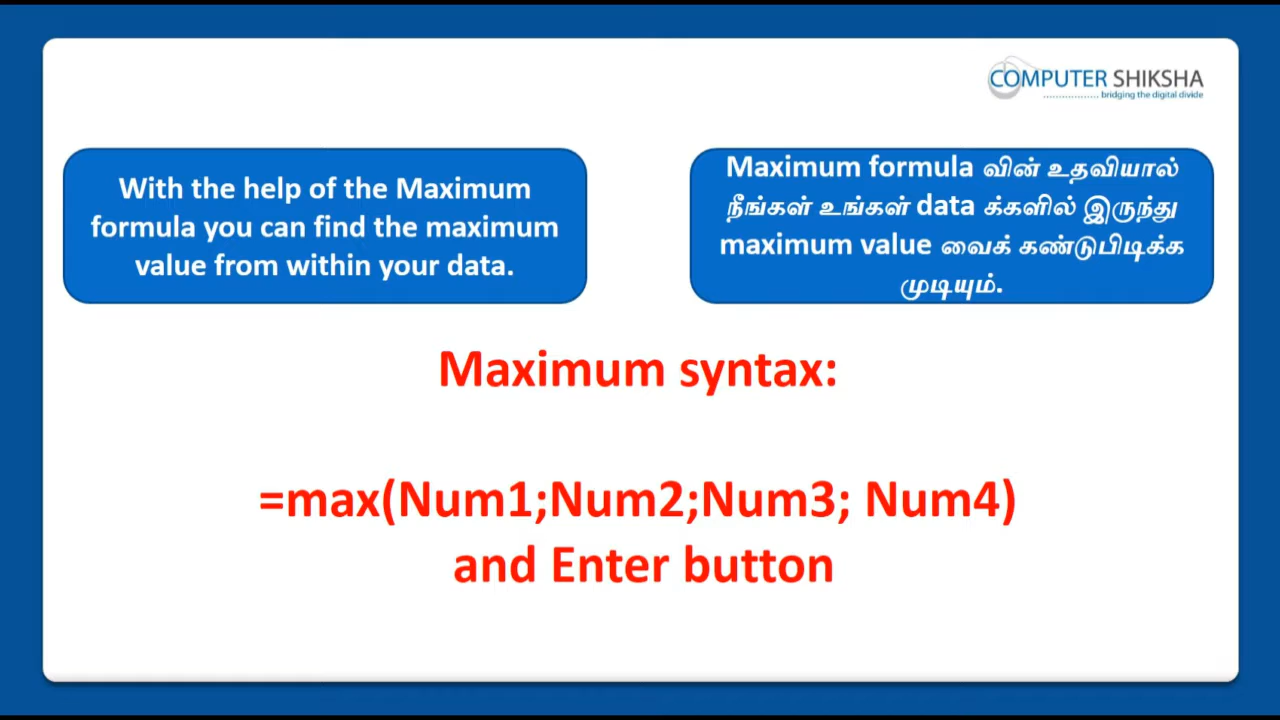 COMPUTER SHIKSHA
bridging the digital divide
With the help of the Maximum
formula you can find the maximum
value from within your data.
Maximum formula வின் உதவியால்
நீங்கள் உங்கள் data க்களில் இருந்து
maximum value வைக் கண்டுபிடிக்க
முடியும்.
Maximum syntax:
=max(Num1;Num2;Num3; Num4)
and Enter button